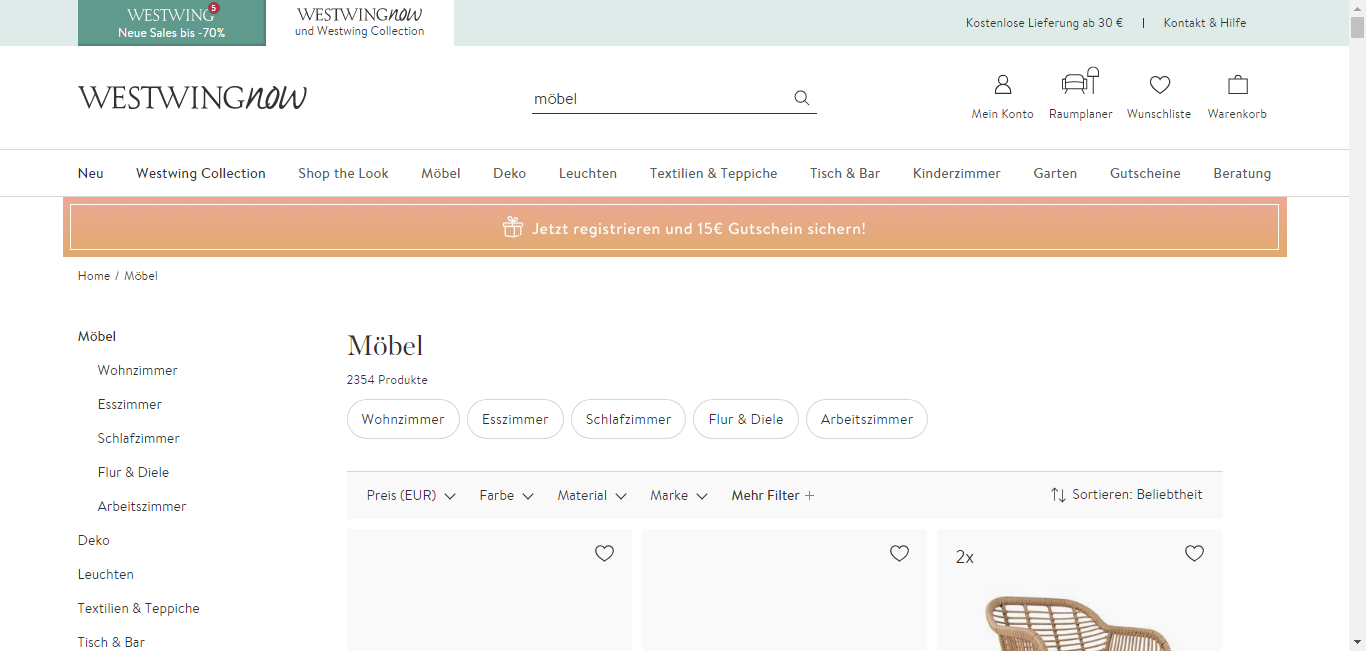 WESTWING 5
Neue Sales bis -70%
WESTWINGnow
und Westwing Collection
Kostenlose Lieferung ab 30 € | Kontakt & Hilfe
WESTWINGnow
möbel
Mein Konto Raumplaner Wunschliste Warenkorb
Neu Westwing Collection Shop the Look Möbel Deko Leuchten Textilien & Teppiche Tisch & Bar Kinderzimmer Garten Gutscheine Beratung
Jetzt registrieren und 15€ Gutschein sichern!
Home / Möbel
Möbel
Wohnzimmer
Esszimmer
Schlafzimmer
Flur & Diele
Arbeitszimmer
Deko
Leuchten
Textilien & Teppiche
Tisch & Bar
Möbel
2354 Produkte
Wohnzimmer Esszimmer Schlafzimmer Flur & Diele Arbeitszimmer
Preis (EUR) Farbe Material Marke Mehr Filter + Sortieren: Beliebtheit
2x